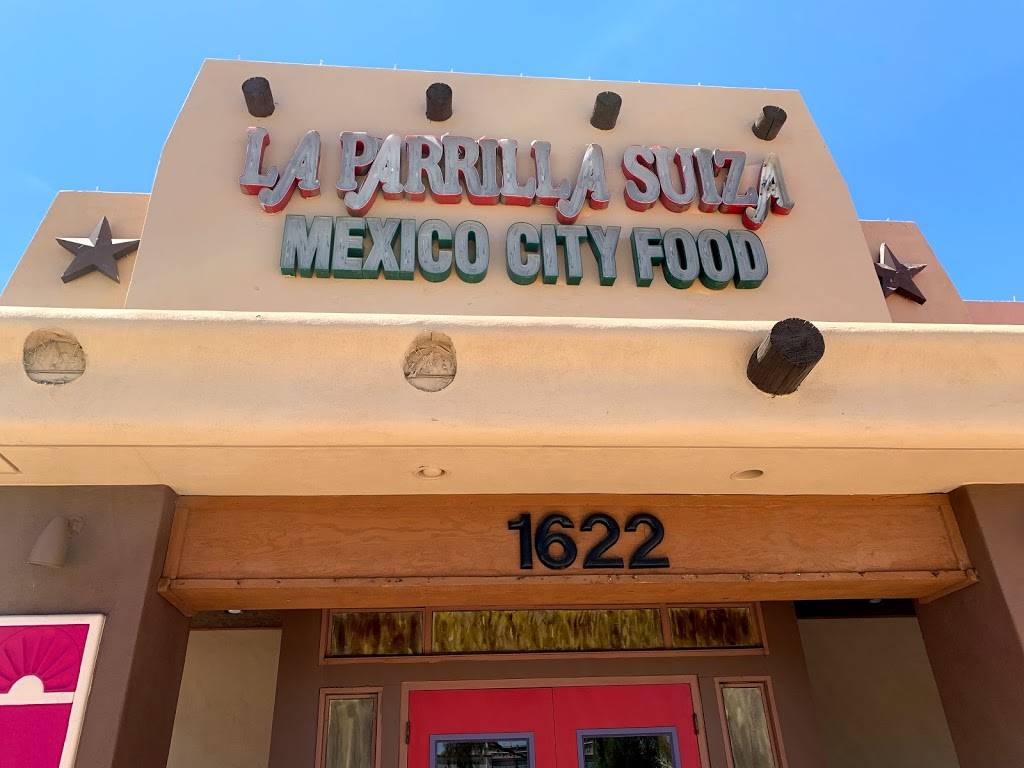 LA PARRILLA SUIZA
MEXICO CITY FOOD
1622